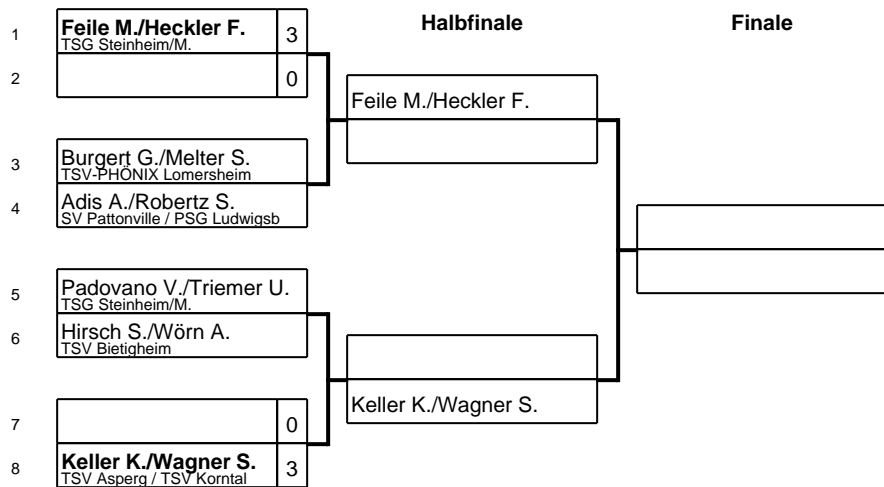 Halbfinale
Finale
1 Feile M./Heckler F. 3
TSG Steinheim/M.
2 0
Feile M./Heckler F.
3 Burgert G./Melter S.
TSV-PHÖNIX Lomersheim
4 Adis A./Robertz S.
SV Pattonville / PSG Ludwigsb
5 Padovano V./Triemer U.
TSG Steinheim/M.
6 Hirsch S./Wörn A.
TSV Bietigheim
Keller K./Wagner S.
7 0
8 Keller K./Wagner S. 3
TSV Asperg / TSV Korntal